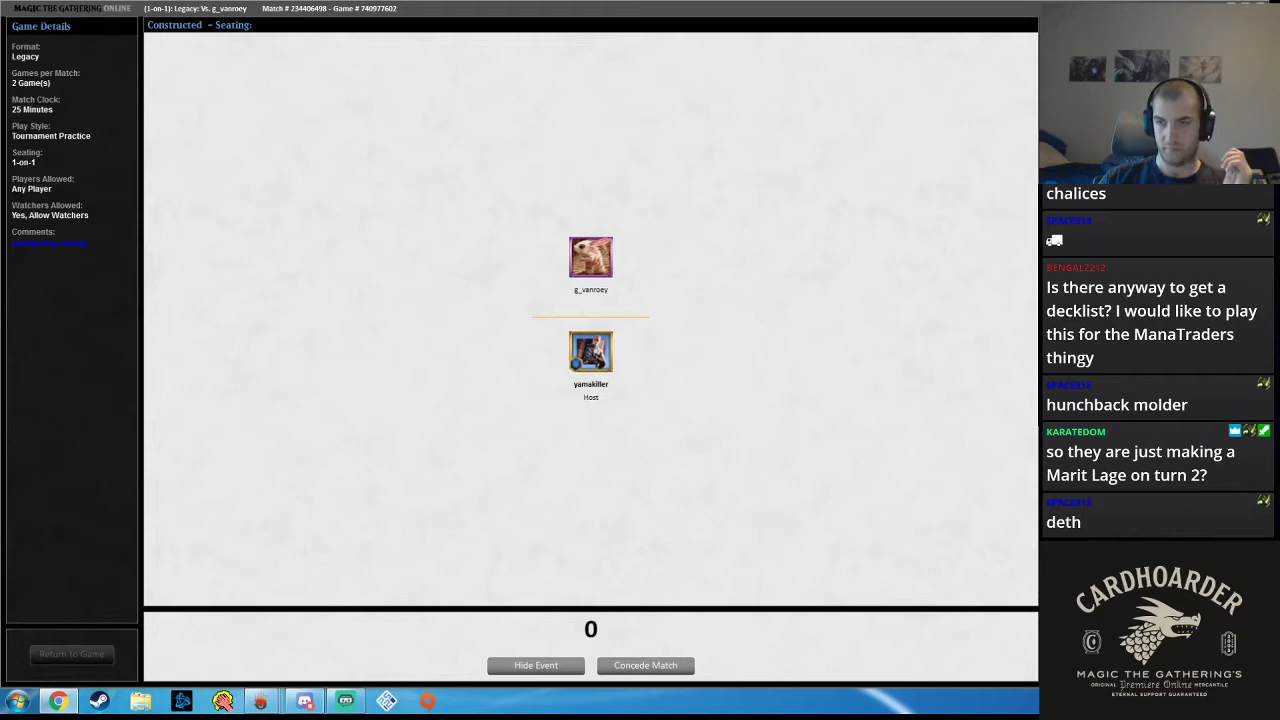 MAGIC THE GATHERING ONLINE (1-on-1): Legacy: Vs. g_vanroey Match # 234406498 - Game # 740977602
Game Details
Constructed - Seating:
Format:
Legacy
Games per Match:
2 Game(s)
Match Clock:
25 Minutes
Play Style:
Tournament Practice
Seating:
1-on-1
Players Allowed:
Any Player
Watchers Allowed:
Yes, Allow Watchers
Comments:
g_vanroey
yamakiller
Host
0
Hide Event
Concede Match
Return to Game
chalices
BENGALZ212
Is there anyway to get a
decklist? I would like to play
this for the ManaTraders
thingy
hunchback molder
KARATEDOM
so they are just making a
Marit Lage on turn 2?
deth
CARDHOARDER
MAGIC THE GATHERING'S
ORIGINAL Premiere Online MERCANTILE
ETERNAL SUPPORT GUARANTEED